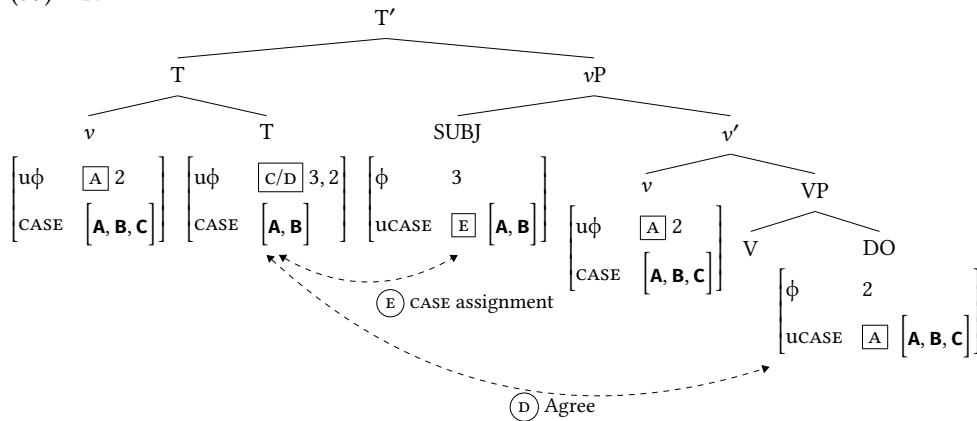 T′
T vP
v T SUBJ v′
uϕ A 2 uϕ C/D 3, 2 ϕ 3 v VP
CASE [A, B, C] CASE [A, B] uCASE E [A, B] uϕ A 2 V DO
CASE [A, B, C] ϕ 2
E CASE assignment
uCASE A [A, B, C]
D Agree